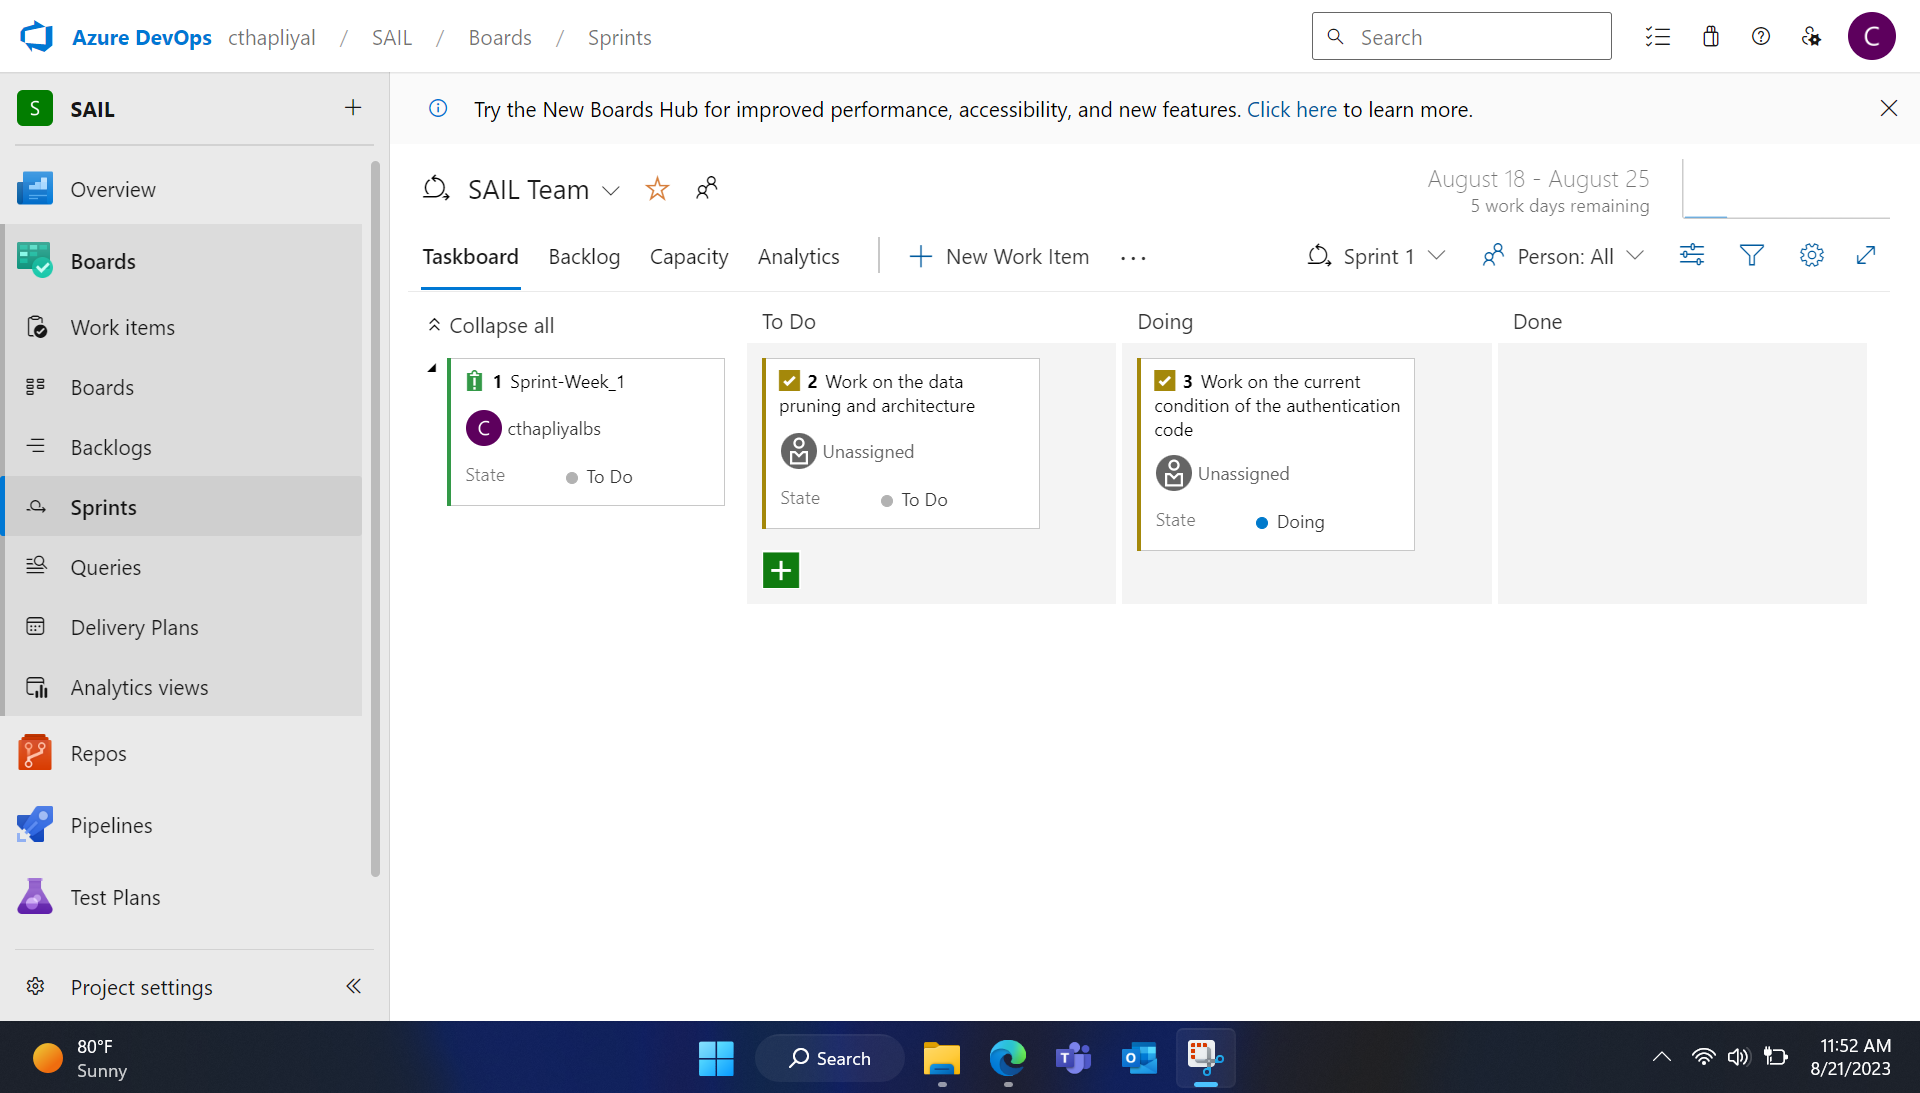 Azure DevOps cthapliyal / SAIL / Boards / Sprints
Search
C
S SAIL
Try the New Boards Hub for improved performance, accessibility, and new features. Click here to learn more.
Overview
Boards
Work items
Boards
Backlogs
Sprints
Queries
Delivery Plans
Analytics views
Repos
Pipelines
Test Plans
Project settings
SAIL Team
August 18 - August 25
5 work days remaining
Taskboard Backlog Capacity Analytics New Work Item ...
Sprint 1 Person: All
Collapse all
To Do
Doing
Done
1 Sprint-Week_1
C cthapliyalbs
State To Do
2 Work on the data
pruning and architecture
Unassigned
State To Do
3 Work on the current
condition of the authentication
code
Unassigned
State Doing
80°F
Sunny
Search
11:52 AM
8/21/2023